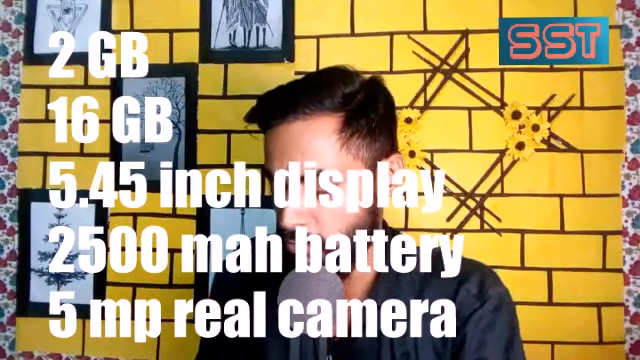 SST
2 GB
16 GB
5.45 inch display
2500 mah battery
5 mp real camera